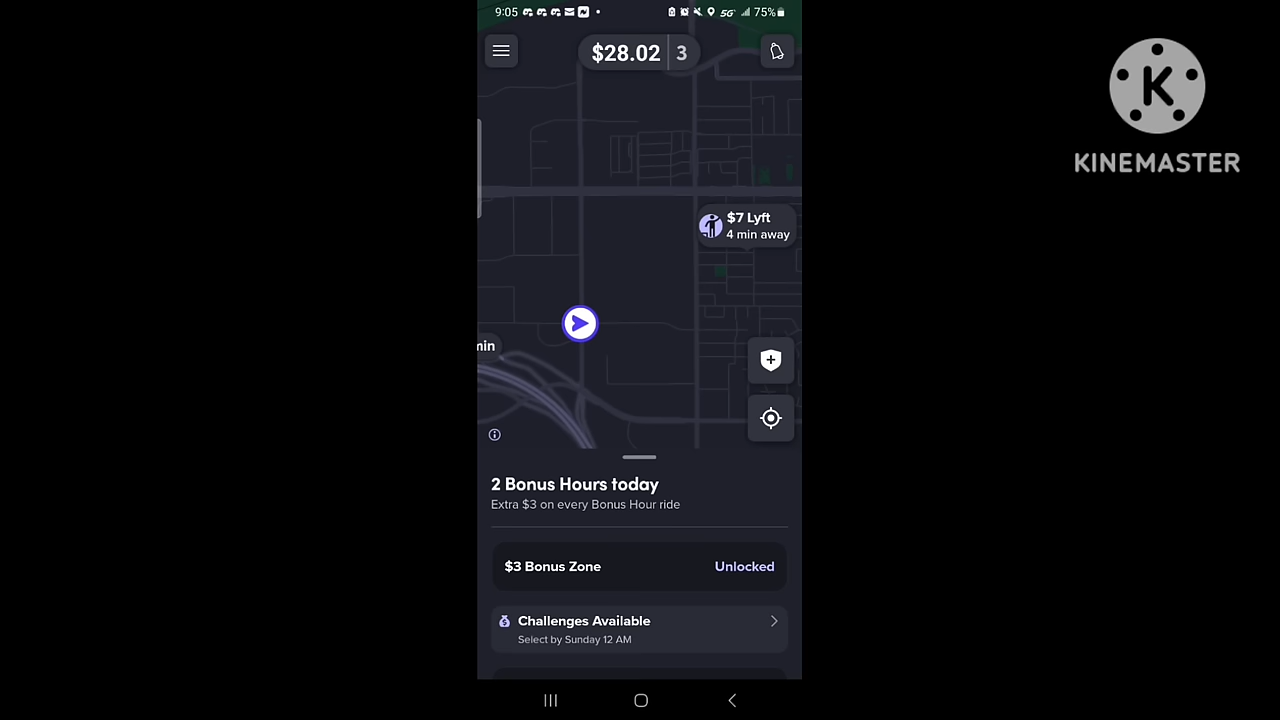 9:05
5G 75%
$28.02 | 3
K
KINEMASTER
$7 Lyft
4 min away
min
2 Bonus Hours today
Extra $3 on every Bonus Hour ride
$3 Bonus Zone Unlocked
Challenges Available
Select by Sunday 12 AM